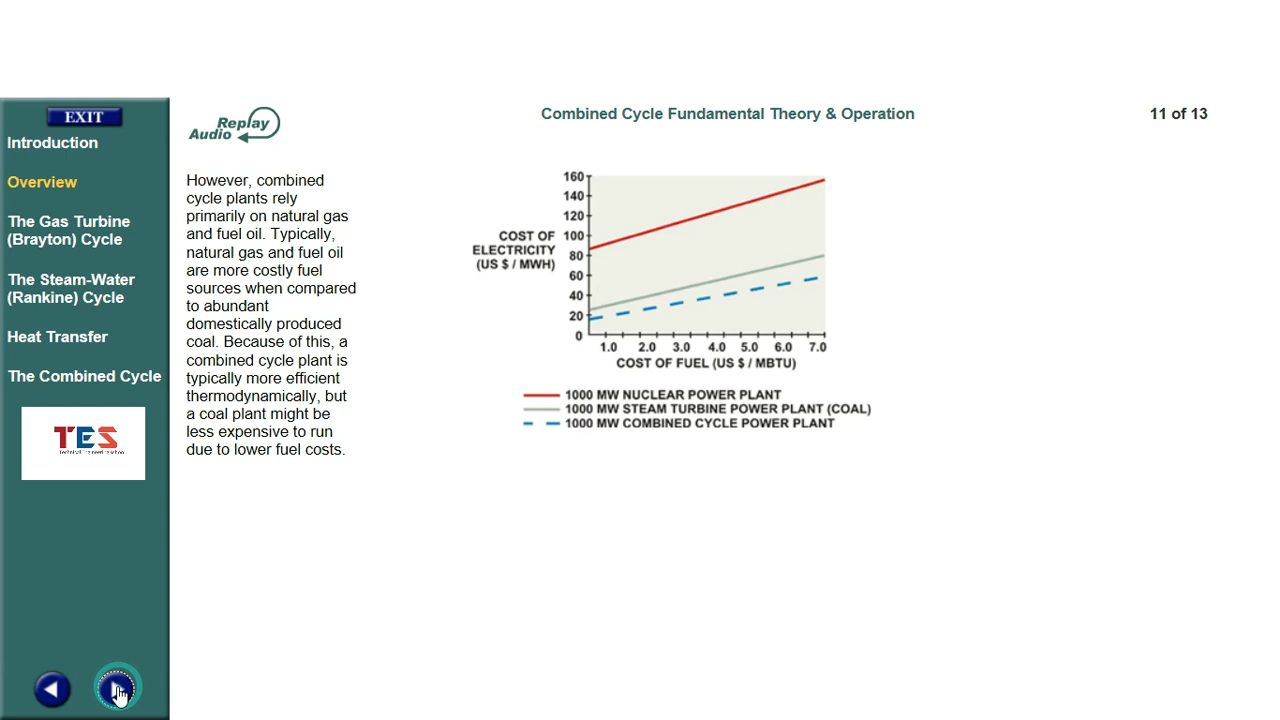 EXIT
Introduction
Overview
The Gas Turbine
(Brayton) Cycle
The Steam-Water
(Rankine) Cycle
Heat Transfer
The Combined Cycle
TES
Technical Engineering School
Replay
Audio
Combined Cycle Fundamental Theory & Operation
11 of 13
However, combined
cycle plants rely
primarily on natural gas
and fuel oil. Typically,
natural gas and fuel oil
are more costly fuel
sources when compared
to abundant
domestically produced
coal. Because of this, a
combined cycle plant is
typically more efficient
thermodynamically, but
a coal plant might be
less expensive to run
due to lower fuel costs.
COST OF
ELECTRICITY
(US $ / MWH)
160
140
120
100
80
60
40
20
0
1.0 2.0 3.0 4.0 5.0 6.0 7.0
COST OF FUEL (US $ / MBTU)
1000 MW NUCLEAR POWER PLANT
1000 MW STEAM TURBINE POWER PLANT (COAL)
1000 MW COMBINED CYCLE POWER PLANT